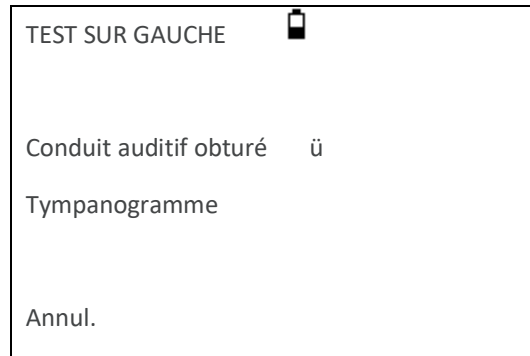 TEST SUR GAUCHE
Conduit auditif obturé ü
Tympanogramme
Annul.